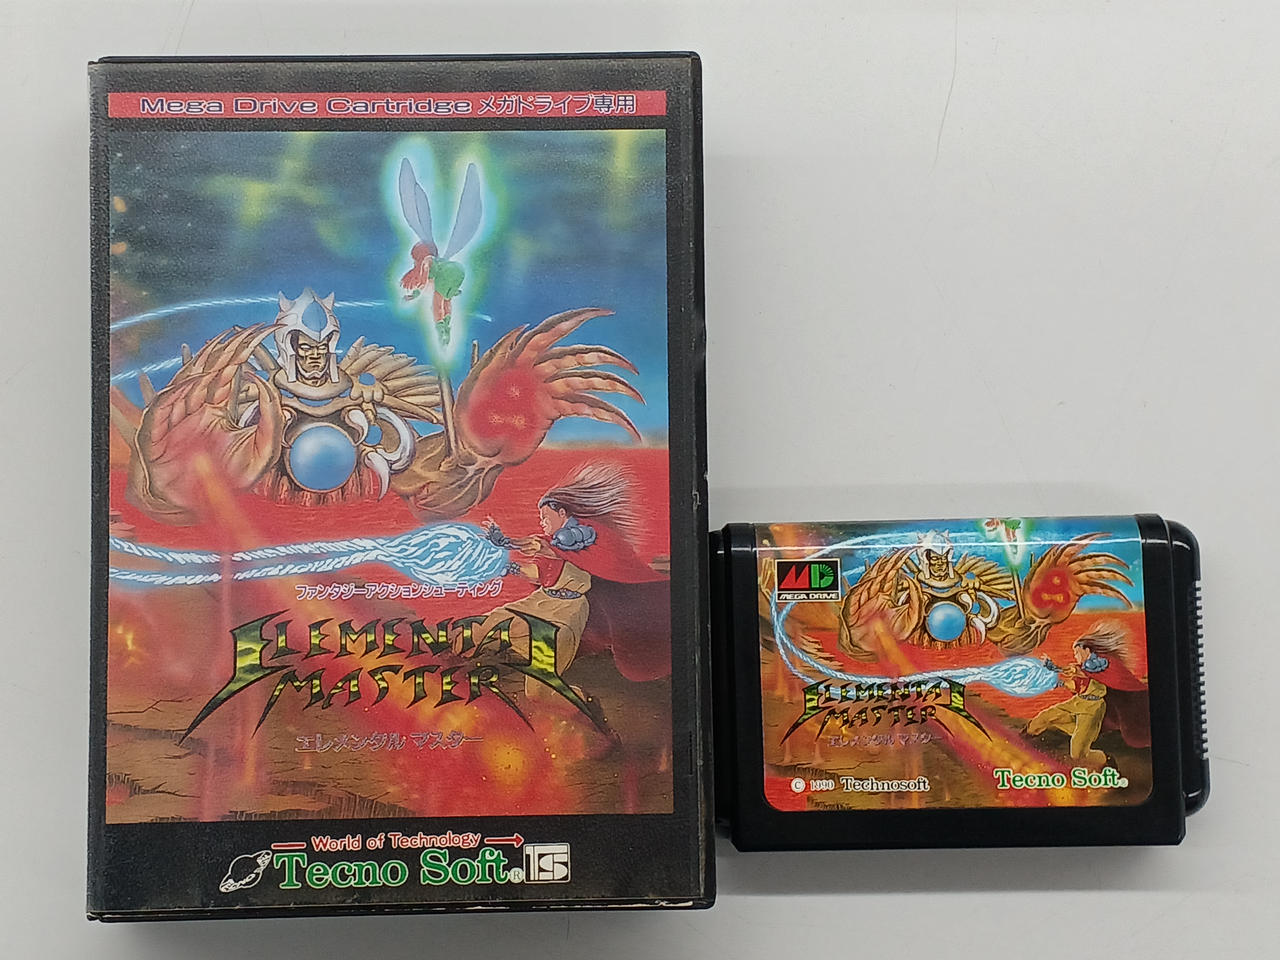 Mega Drive Cartridge メガドライブ専用
ファンタジーアクションシューティング
ELEMENTAL
MASTER
エレメンタル マスター
World of Technology
Tecno Soft® TS
MD
MEGA DRIVE
ELEMENTAL
MASTER
エレメンタル マスター
© 1990 Technosoft
Tecno Soft®